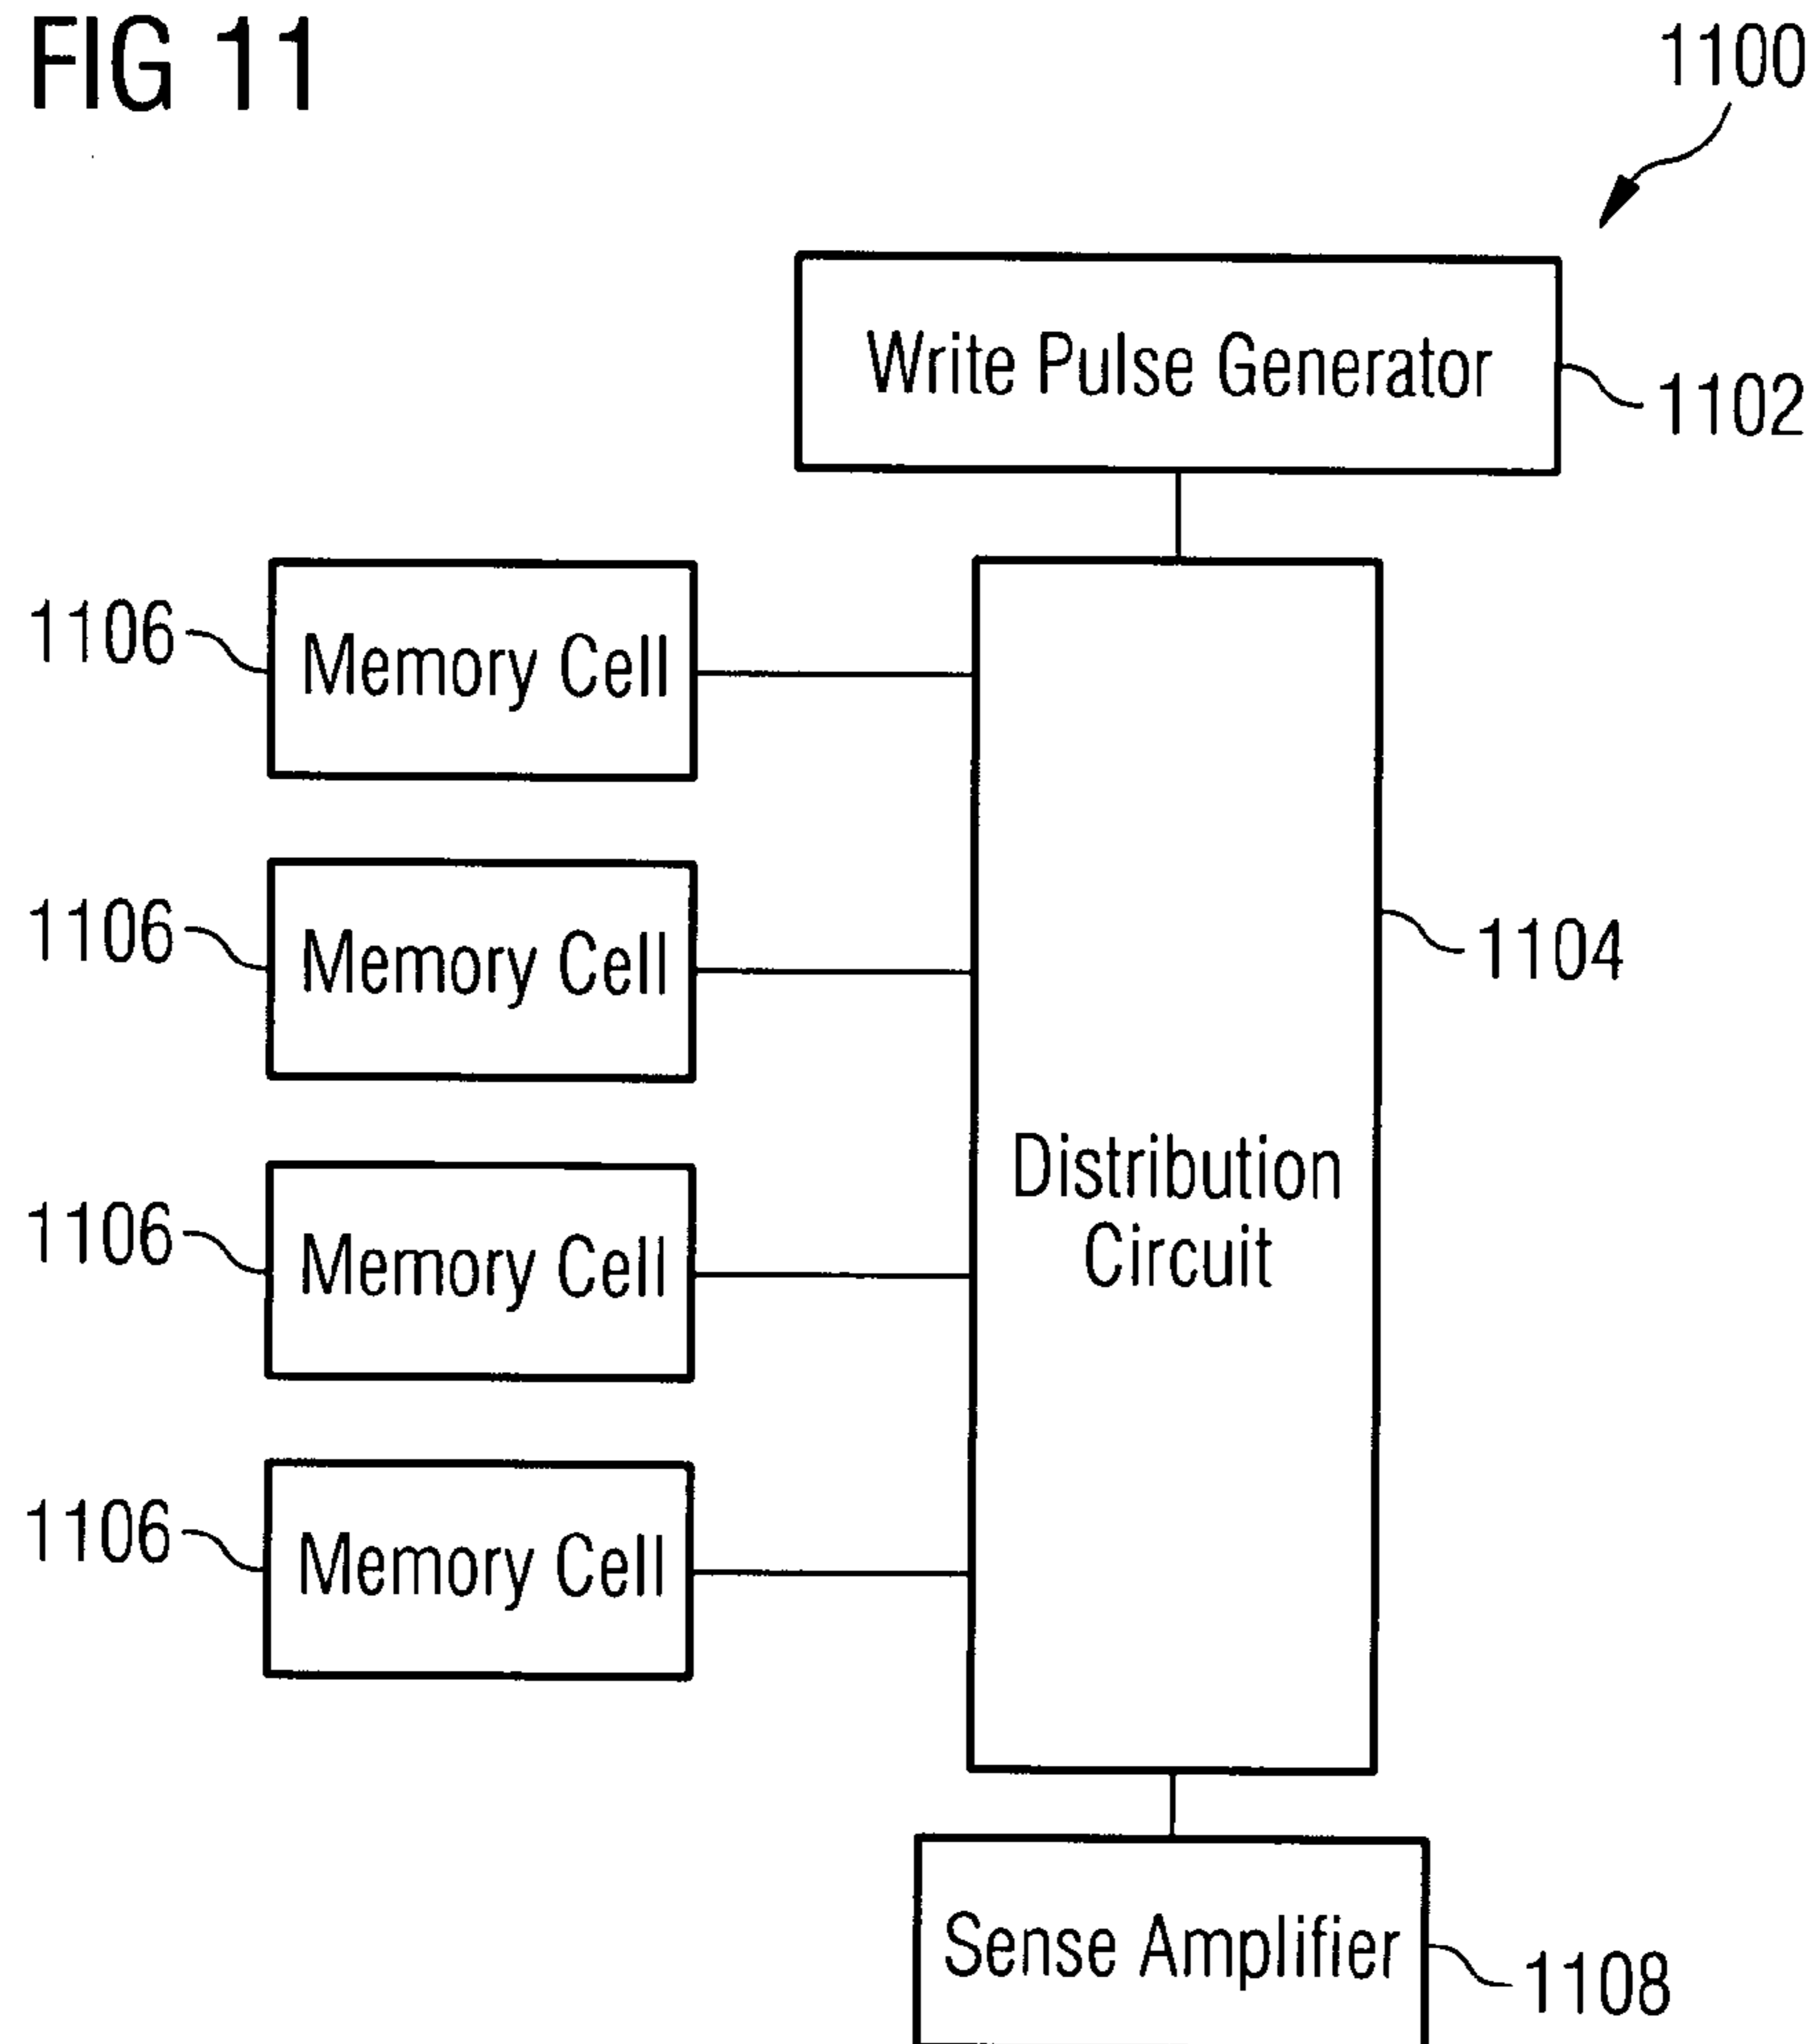 FIG 11
1100
Write Pulse Generator
1102
1106
Memory Cell
1106
Memory Cell
1104
Distribution
Circuit
1106
Memory Cell
1106
Memory Cell
Sense Amplifier
1108